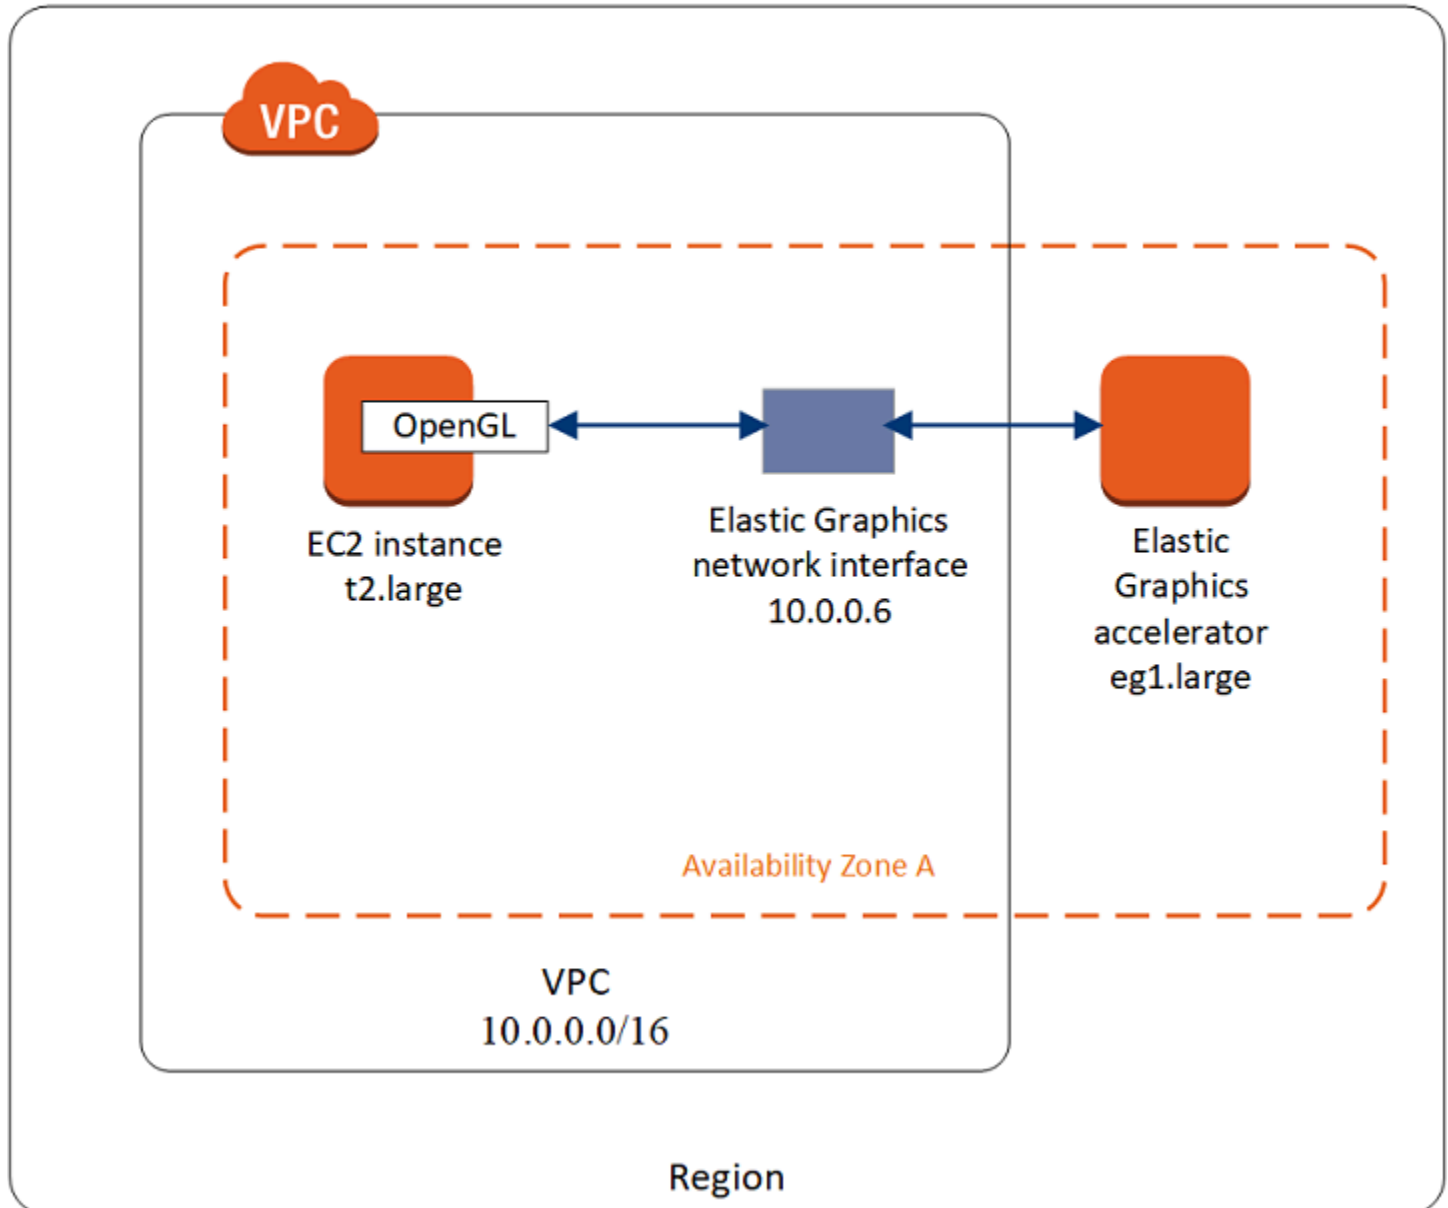 VPC
OpenGL
EC2 instance
t2.large
Elastic Graphics
network interface
10.0.0.6
Elastic
Graphics
accelerator
eg1.large
Availability Zone A
VPC
10.0.0.0/16
Region